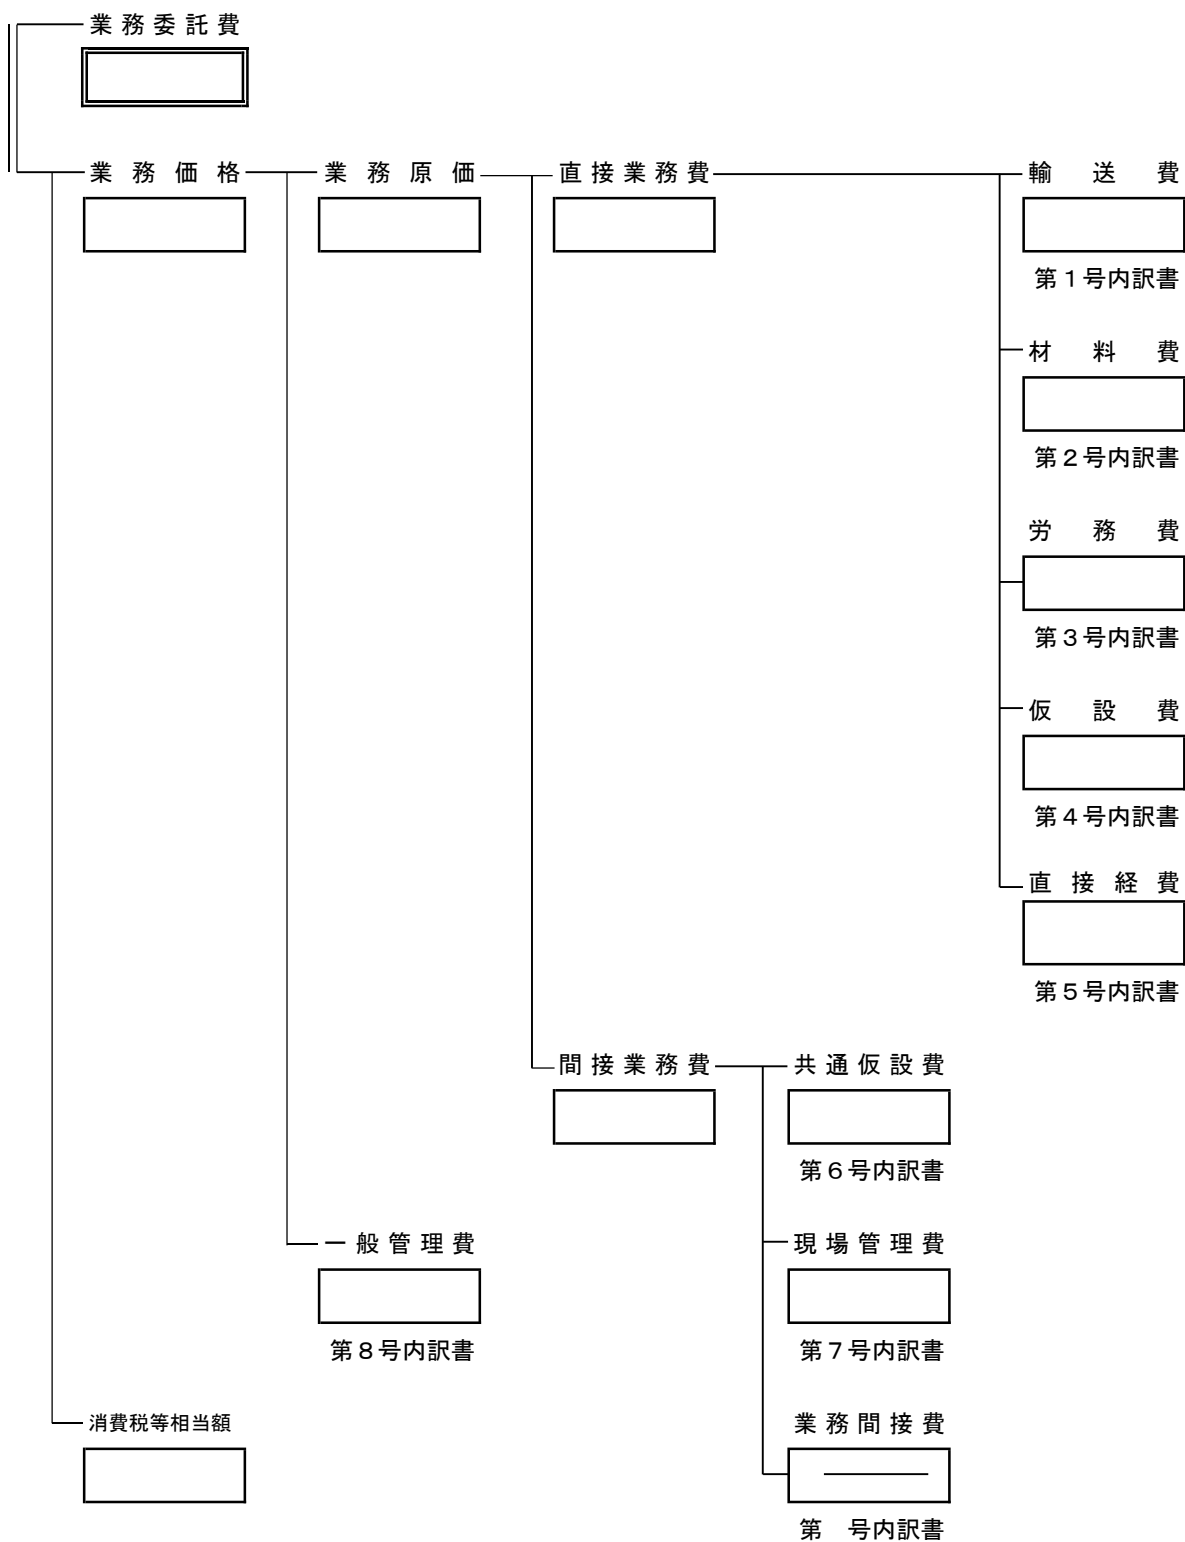 業務委託費
業務価格 業務原価 直接業務費 輸送費
第1号内訳書
材料費
第2号内訳書
労務費
第3号内訳書
仮設費
第4号内訳書
直接経費
第5号内訳書
間接業務費 共通仮設費
第6号内訳書
一般管理費 現場管理費
第8号内訳書 第7号内訳書
消費税等相当額 業務間接費
第　号内訳書